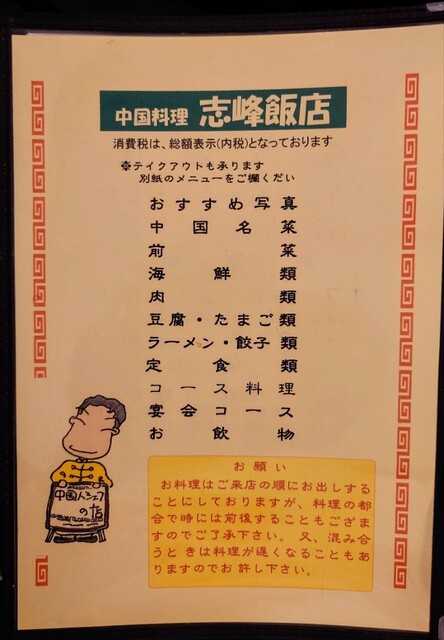 中国料理 志峰飯店
消費税は、総額表示(内税)となっております
※テイクアウトも承ります
別紙のメニューをご欄くだい
おすすめ写真
中国名菜
前菜
海鮮類
肉類
豆腐・たまご類
ラーメン・餃子類
定食類
コース料理
宴会コース
お飲物
中国人シェフ
の店
お願い
お料理はご来店の順にお出しする
ことにしておりますが、料理の都
合で時には前後することもござま
すのでご了承下さい。又、混み合
うときは料理が遅くなることもあ
りますのでお許し下さい。